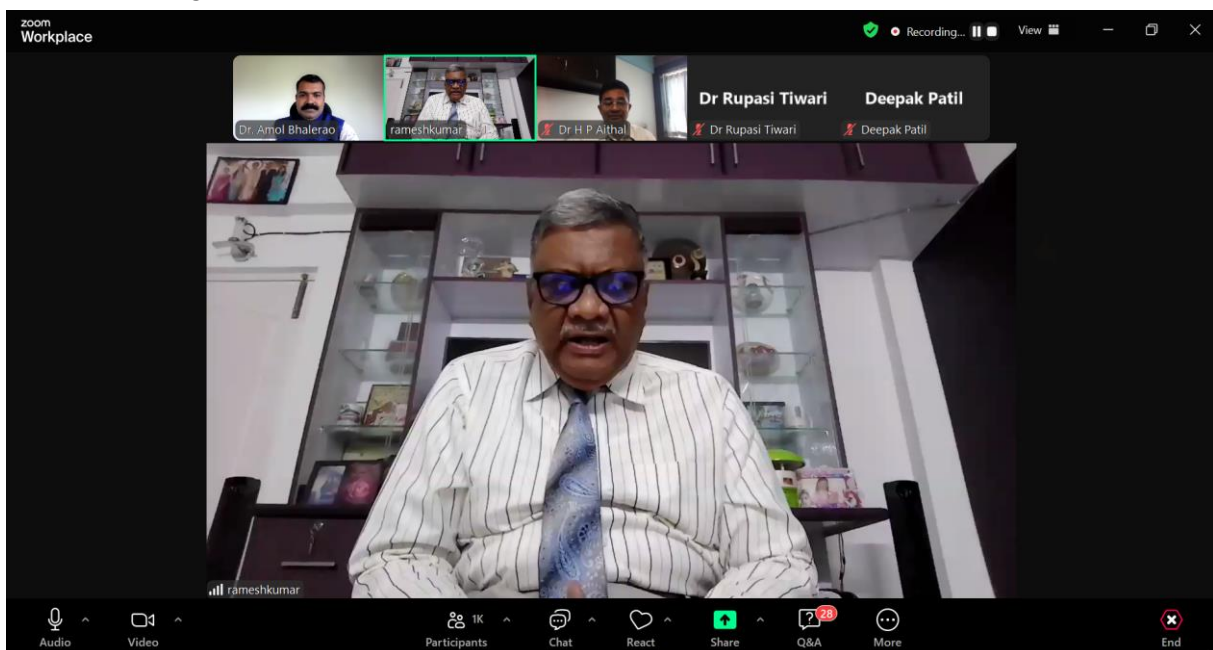 zoom
Workplace
Recording...
View
Dr Rupasi Tiwari
Deepak Patil
Dr. Amol Bhalerao
rameshkumar
Dr H P Aithal
Dr Rupasi Tiwari
Deepak Patil
rameshkumar
1K
28
Audio
Video
Participants
Chat
React
Share
Q&A
More
End